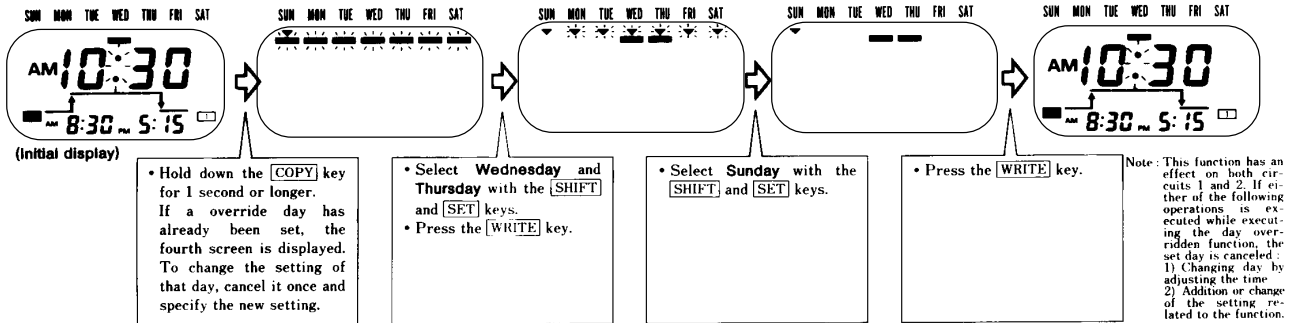 SUN MON TUE WED THU FRI SAT
SUN MON TUE WED THU FRI SAT
SUN MON TUE WED THU FRI SAT
SUN MON TUE WED THU FRI SAT
SUN MON TUE WED THU FRI SAT
AM 10:30
AM 8:30 PM 5:15 1
(Initial display)
AM 10:30
AM 8:30 PM 5:15 1
• Hold down the COPY key
for 1 second or longer.
If a override day has
already been set, the
fourth screen is displayed.
To change the setting of
that day, cancel it once and
specify the new setting.
• Select Wednesday and
Thursday with the SHIFT
and SET keys.
• Press the WRITE key.
• Select Sunday with the
SHIFT and SET keys.
• Press the WRITE key.
Note : This function has an
effect on both cir-
cuits 1 and 2. If ei-
ther of the following
operations is ex-
ecuted while execut-
ing the day over-
ridden function, the
set day is canceled :
1) Changing day by
adjusting the time
2) Addition or change
of the setting re-
lated to the function.